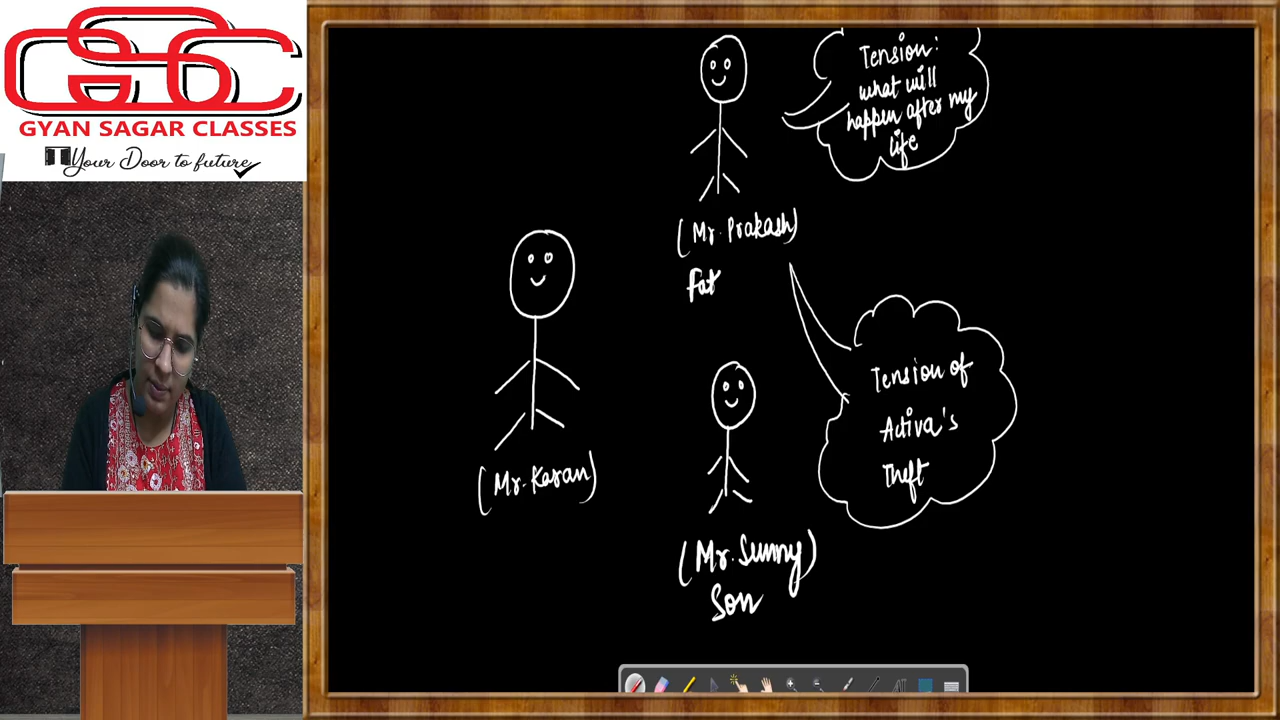 GSC
GYAN SAGAR CLASSES
Your Door to future
Tension:
what will
happen after my
life
(Mr. Prakash)
Fat
Tension of
Activa's
Theft
(Mr. Karan)
(Mr. Sunny)
Son